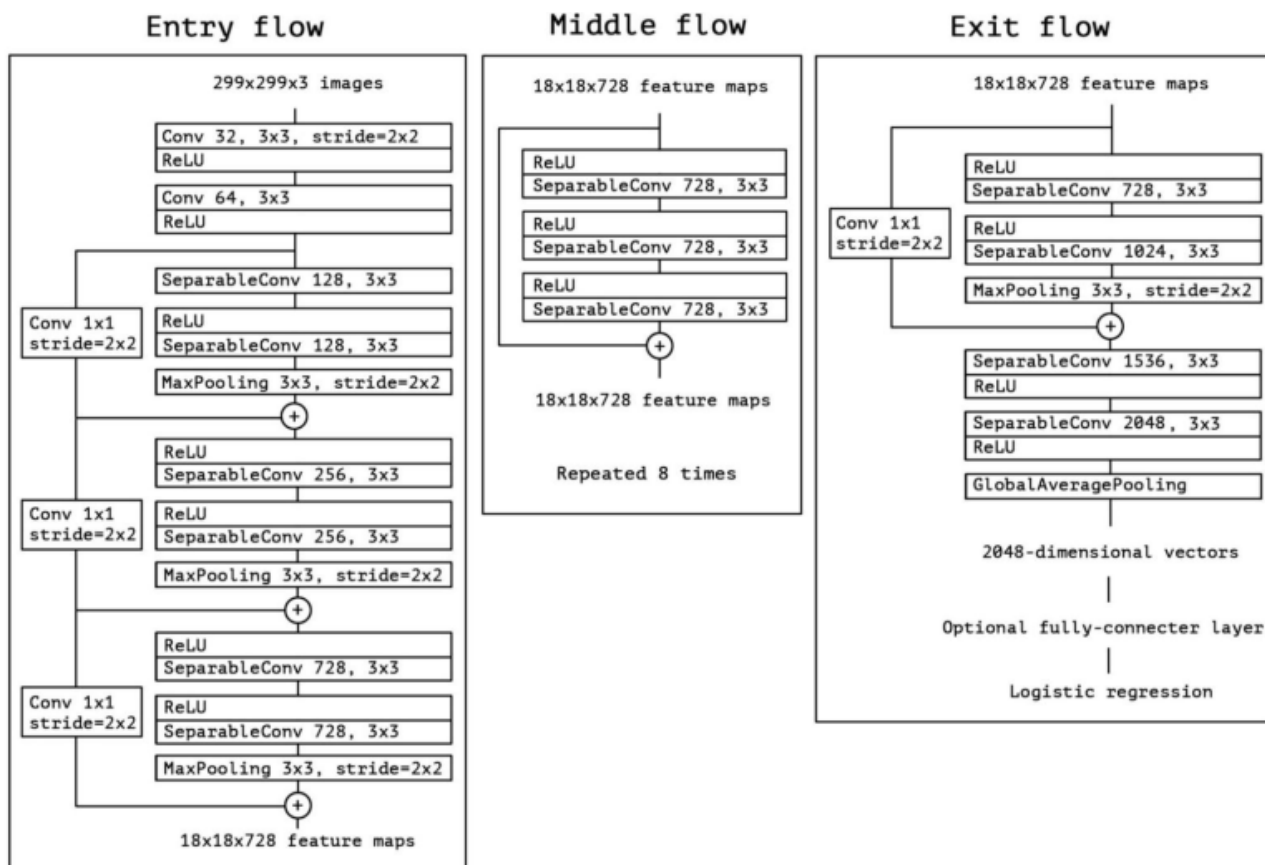 Entry flow
299x299x3 images
Conv 32, 3x3, stride=2x2
ReLU
Conv 64, 3x3
ReLU
SeparableConv 128, 3x3
Conv 1x1
stride=2x2
ReLU
SeparableConv 128, 3x3
MaxPooling 3x3, stride=2x2
+
ReLU
SeparableConv 256, 3x3
Conv 1x1
stride=2x2
ReLU
SeparableConv 256, 3x3
MaxPooling 3x3, stride=2x2
+
ReLU
SeparableConv 728, 3x3
Conv 1x1
stride=2x2
ReLU
SeparableConv 728, 3x3
MaxPooling 3x3, stride=2x2
+
18x18x728 feature maps
Middle flow
18x18x728 feature maps
ReLU
SeparableConv 728, 3x3
ReLU
SeparableConv 728, 3x3
ReLU
SeparableConv 728, 3x3
+
18x18x728 feature maps
Repeated 8 times
Exit flow
18x18x728 feature maps
ReLU
SeparableConv 728, 3x3
Conv 1x1
stride=2x2
ReLU
SeparableConv 1024, 3x3
MaxPooling 3x3, stride=2x2
+
SeparableConv 1536, 3x3
ReLU
SeparableConv 2048, 3x3
ReLU
GlobalAveragePooling
2048-dimensional vectors
Optional fully-connecter layer
Logistic regression